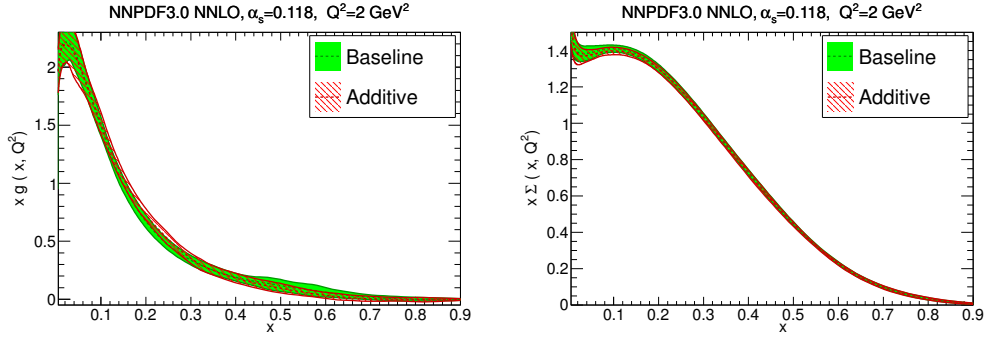 NNPDF3.0 NNLO, αs=0.118, Q²=2 GeV²
x g ( x, Q²)
2
1.5
1
0.5
0
Baseline
Additive
0.1 0.2 0.3 0.4 0.5 0.6 0.7 0.8 0.9
x
NNPDF3.0 NNLO, αs=0.118, Q²=2 GeV²
x Σ ( x, Q²)
1.4
1.2
1
0.8
0.6
0.4
0.2
0
Baseline
Additive
0.1 0.2 0.3 0.4 0.5 0.6 0.7 0.8 0.9
x